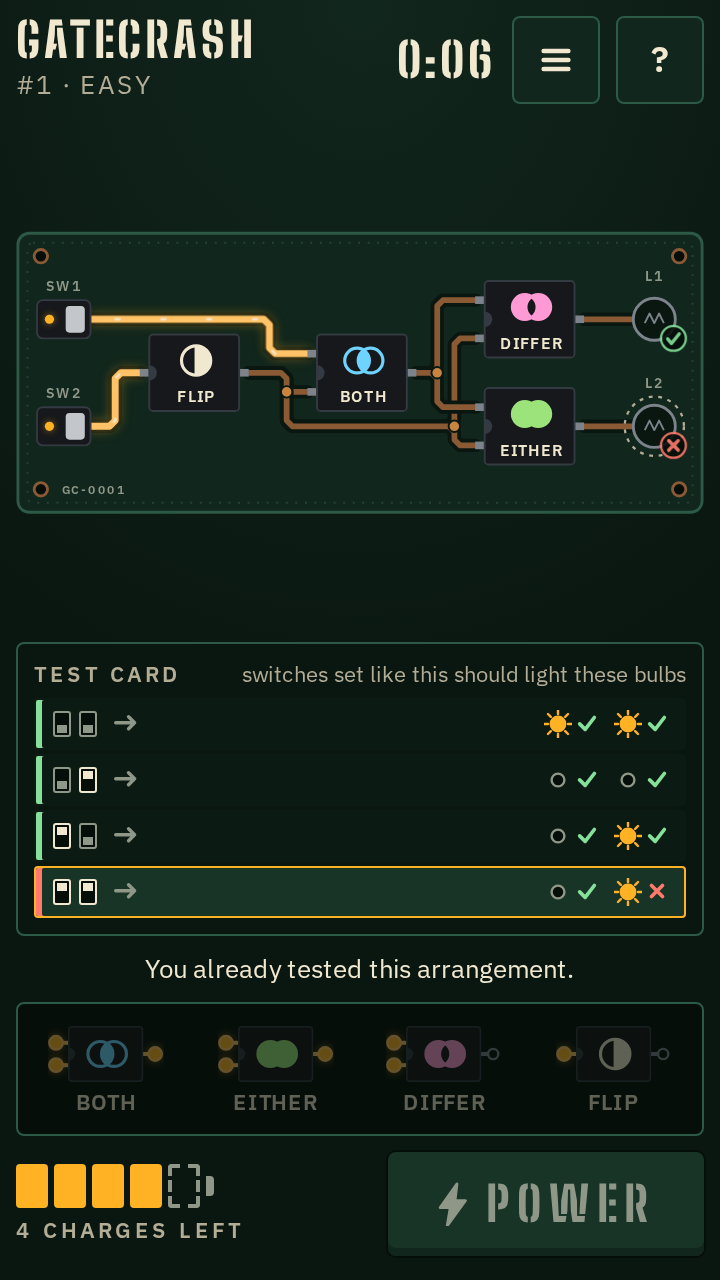 GATECRASH
#1 · EASY
0:06
?
SW1
L1
DIFFER
FLIP
BOTH
SW2
L2
EITHER
GC-0001
TEST CARD
switches set like this should light these bulbs
You already tested this arrangement.
BOTH
EITHER
DIFFER
FLIP
4 CHARGES LEFT
POWER